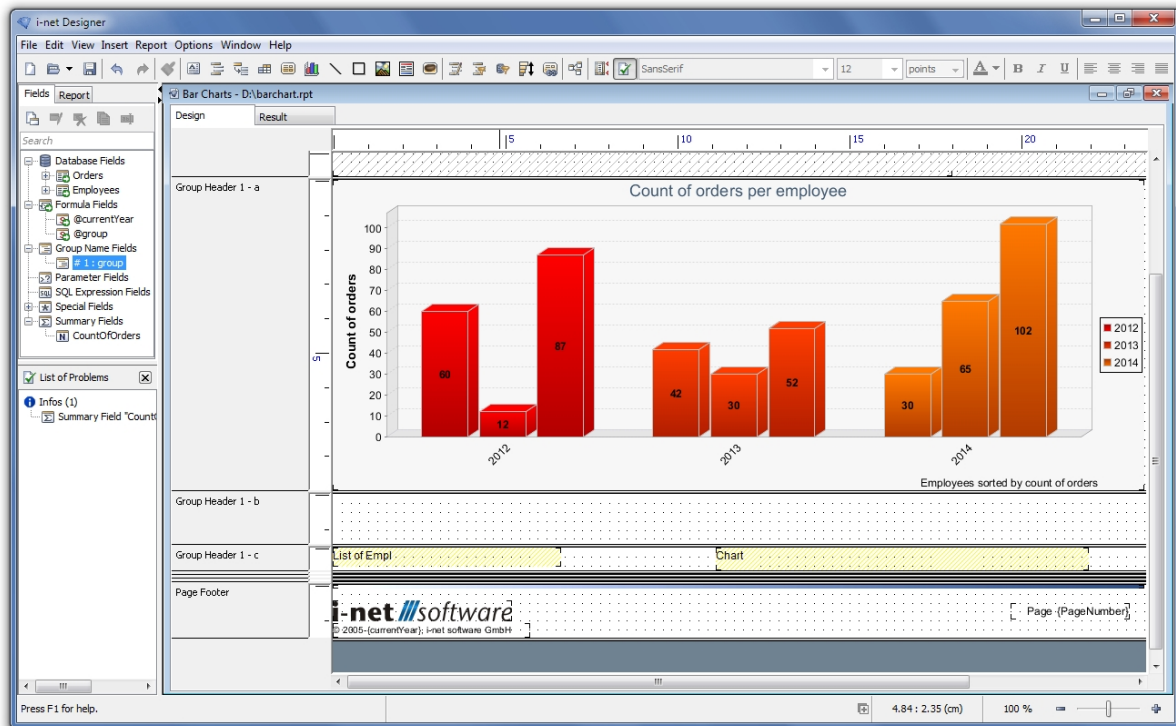 i-net Designer
File Edit View Insert Report Options Window Help
SansSerif 12 points A B I U
Fields Report
Search
Database Fields
Orders
Employees
Formula Fields
@currentYear
@group
Group Name Fields
# 1 : group
Parameter Fields
SQL Expression Fields
Special Fields
Summary Fields
CountOfOrders
List of Problems
Infos (1)
Summary Field "Count
Bar Charts - D:\barchart.rpt
Design Result
5 10 15 20
5
Group Header 1 - a
Count of orders per employee
Count of orders
100
90
80
70
60
50
40
30
20
10
0
60 12 87 42 30 52 30 65 102
2012 2013 2014
2012
2013
2014
Employees sorted by count of orders
Group Header 1 - b
Group Header 1 - c
List of Empl Chart
Page Footer
i-net software
© 2005-{currentYear}; i-net software GmbH
Page {PageNumber}
Press F1 for help. 4.84 : 2.35 (cm) 100 %